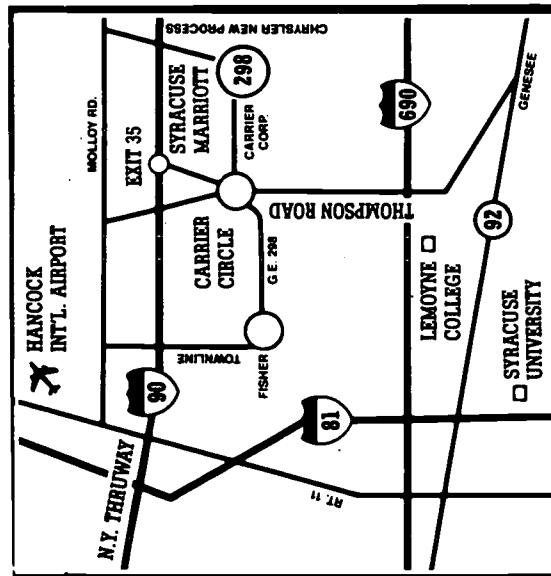 HANCOCK
INT'L. AIRPORT
MOLLOY RD.
CHRYSLER NEW PROCESS
EXIT 35
SYRACUSE
MARRIOTT
298
CARRIER
CORP.
CARRIER
CIRCLE
G.E. 298
TOWNLINE
FISHER
90
N.Y. THRUWAY
THOMPSON ROAD
690
GENESEE
92
LEMOYNE
COLLEGE
SYRACUSE
UNIVERSITY
81
RT. 11